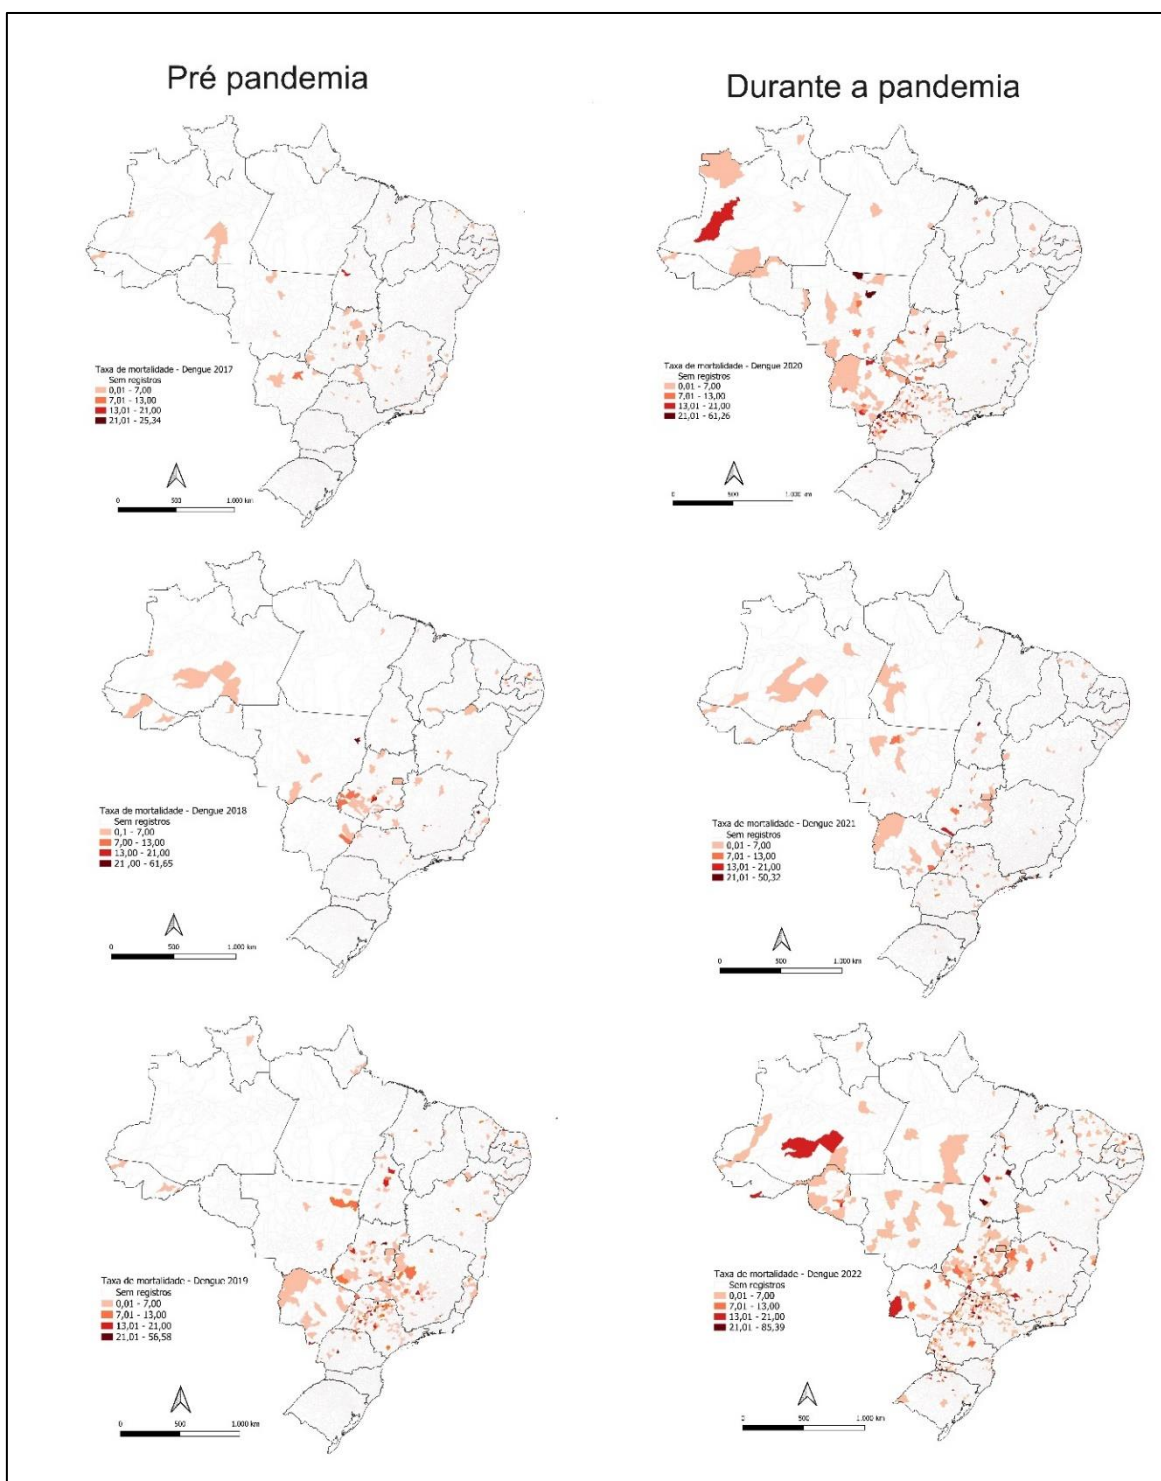 Pré pandemia
Durante a pandemia
Taxa de mortalidade - Dengue 2017
Sem registros
0,01 - 7,00
7,01 - 13,00
13,01 - 21,00
21,01 - 25,34
0 500 1.000 km
Taxa de mortalidade - Dengue 2020
Sem registros
0,01 - 7,00
7,01 - 13,00
13,01 - 21,00
21,01 - 61,26
0 500 1.000 km
Taxa de mortalidade - Dengue 2018
Sem registros
0,1 - 7,00
7,00 - 13,00
13,00 - 21,00
21 ,00 - 61,65
0 500 1.000 km
Taxa de mortalidade - Dengue 2021
Sem registros
0,01 - 7,00
7,01 - 13,00
13,01 - 21,00
21,01 - 50,32
0 500 1.000 km
Taxa de mortalidade - Dengue 2019
Sem registros
0,01 - 7,00
7,01 - 13,00
13,01 - 21,00
21,01 - 56,58
0 500 1.000 km
Taxa de mortalidade - Dengue 2022
Sem registros
0,01 - 7,00
7,01 - 13,00
13,01 - 21,00
21,01 - 85,39
0 500 1.000 km